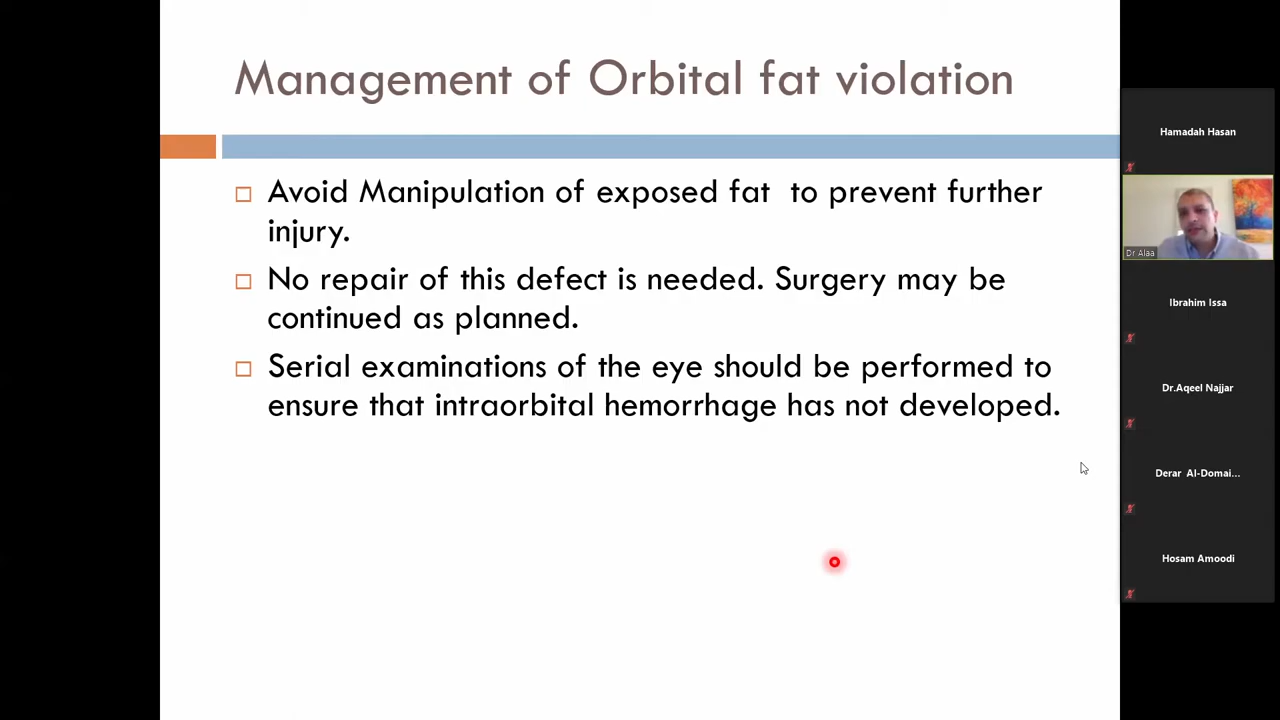 Management of Orbital fat violation
Avoid Manipulation of exposed fat to prevent further
injury.
No repair of this defect is needed. Surgery may be
continued as planned.
Serial examinations of the eye should be performed to
ensure that intraorbital hemorrhage has not developed.
Hamadah Hasan
Dr Alaa
Ibrahim Issa
Dr.Aqeel Najjar
Derar Al-Domai...
Hosam Amoodi